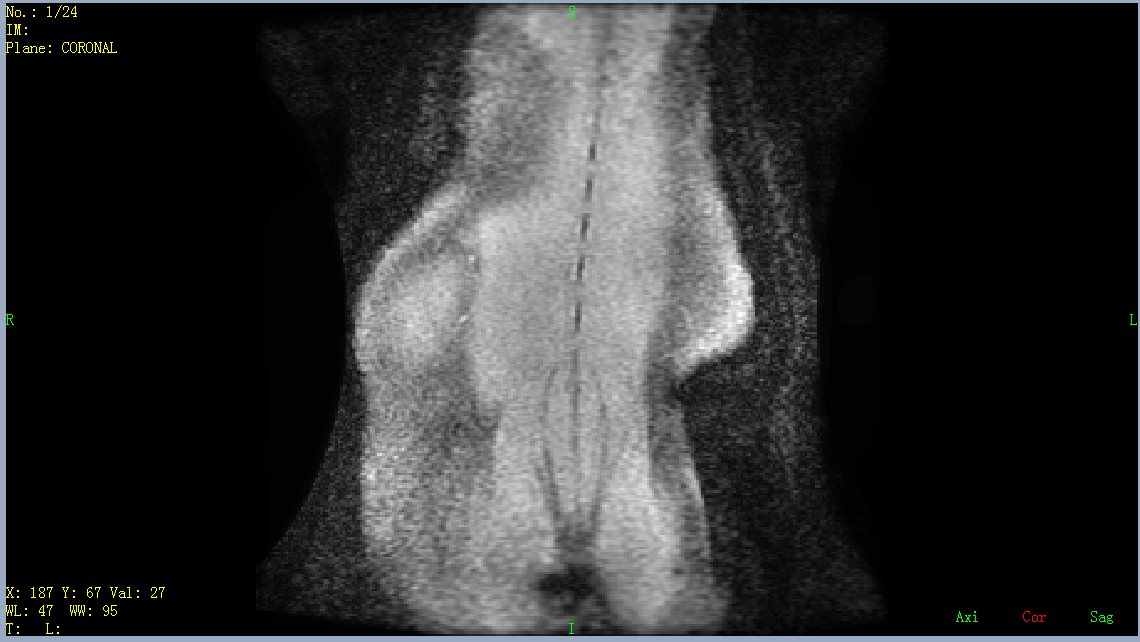 No.: 1/24
IM:
Plane: CORONAL
S
R
L
X: 187 Y: 67 Val: 27
WL: 47 WW: 95
T: L:
I
Axi Cor Sag